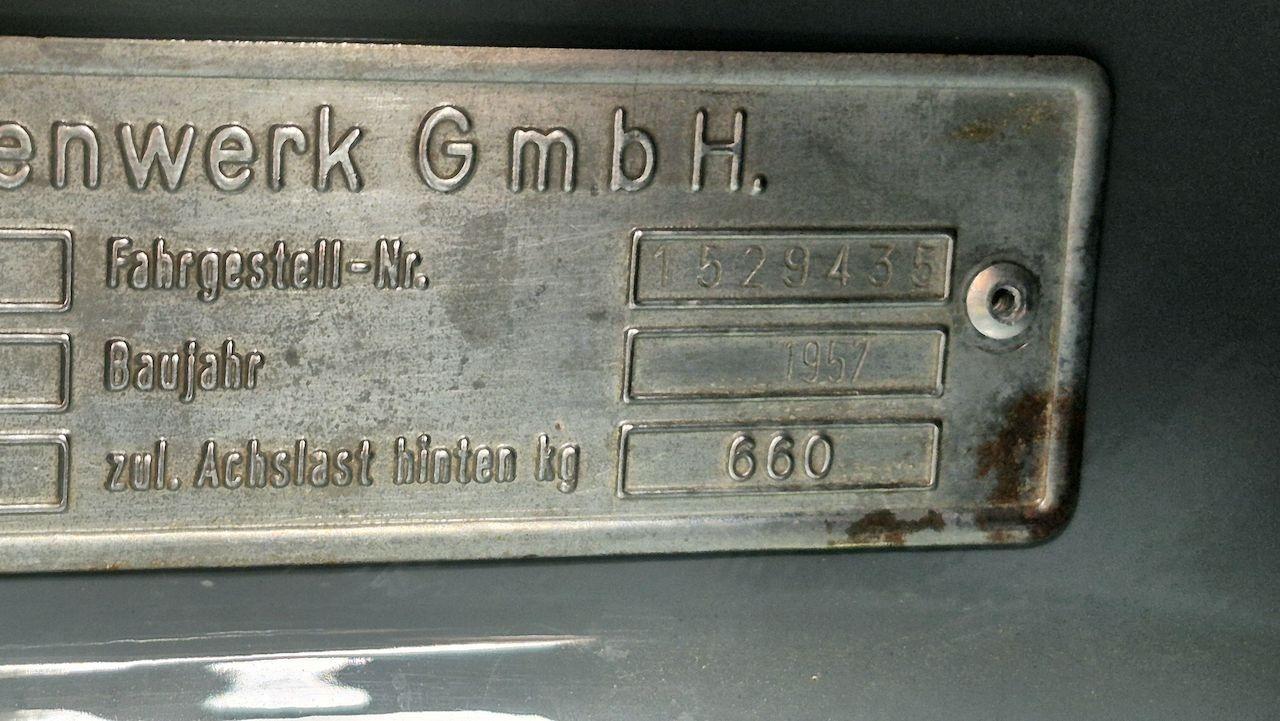 enwerk GmbH.
Fahrgestell-Nr. 1529435
Baujahr 1957
zul. Achslast hinten kg 660